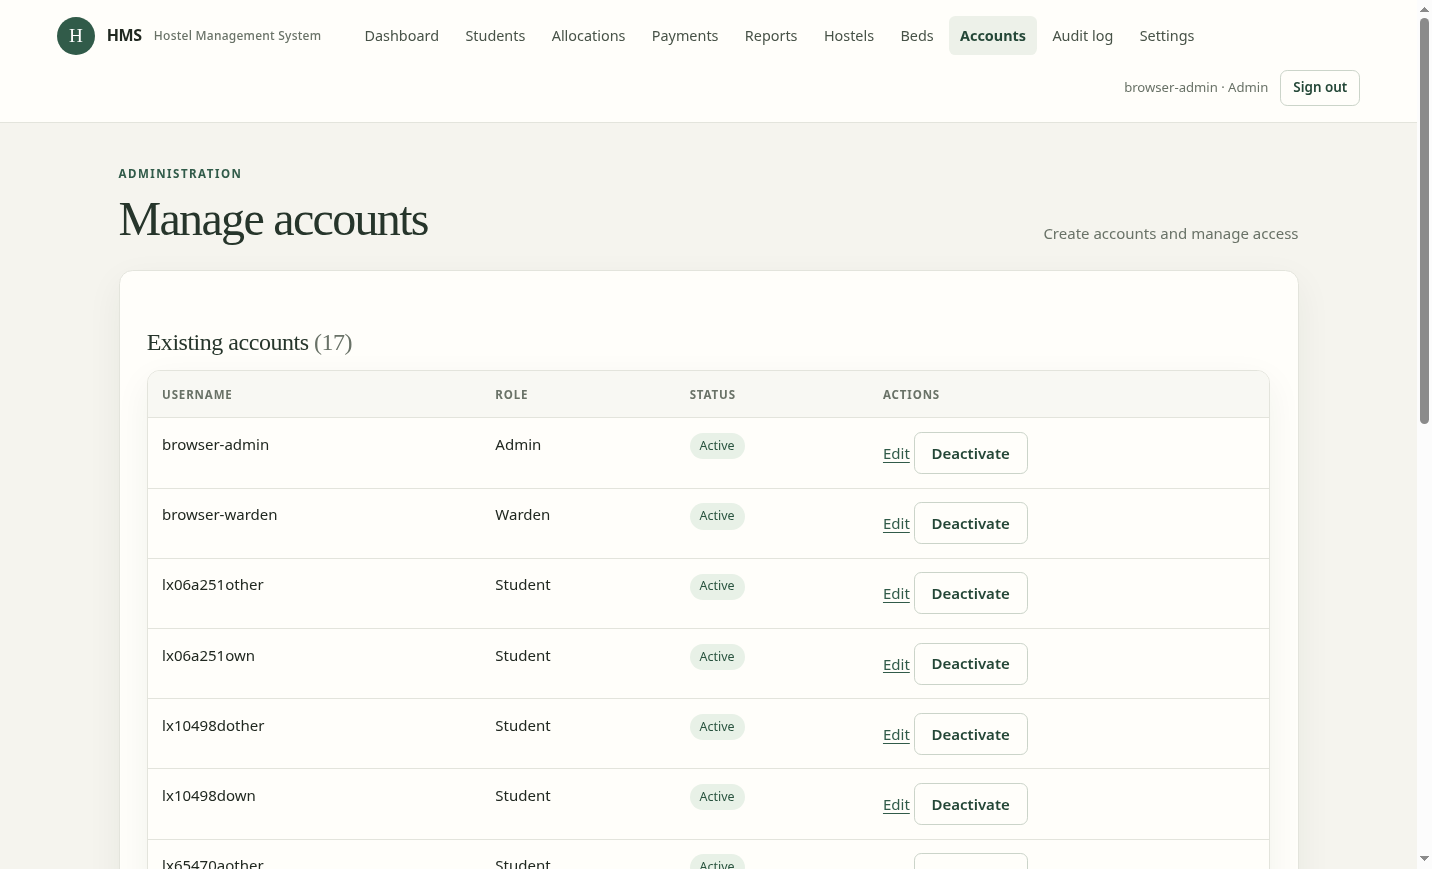 H HMS Hostel Management System Dashboard Students Allocations Payments Reports Hostels Beds Accounts Audit log Settings
browser-admin · Admin Sign out
ADMINISTRATION
Manage accounts
Create accounts and manage access
Existing accounts (17)
USERNAME ROLE STATUS ACTIONS
browser-admin Admin Active Edit Deactivate
browser-warden Warden Active Edit Deactivate
lx06a251other Student Active Edit Deactivate
lx06a251own Student Active Edit Deactivate
lx10498dother Student Active Edit Deactivate
lx10498down Student Active Edit Deactivate
lx65470aother Student Active